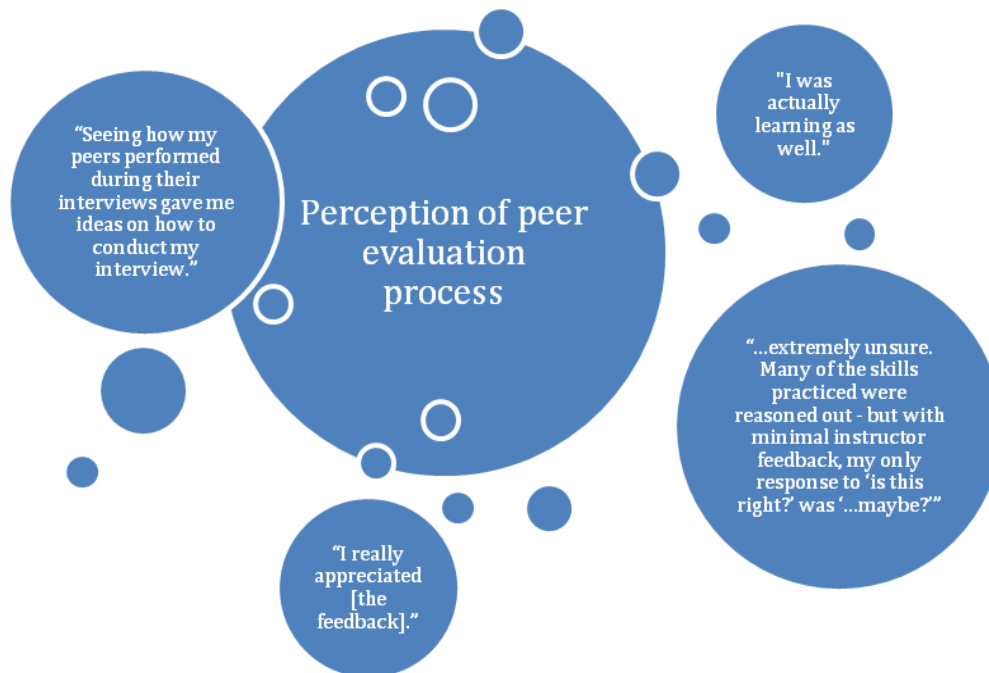 “Seeing how my
peers performed
during their
interviews gave me
ideas on how to
conduct my
interview.”
Perception of peer
evaluation
process
"I was
actually
learning as
well."
“...extremely unsure.
Many of the skills
practiced were
reasoned out - but with
minimal instructor
feedback, my only
response to ‘is this
right?’ was ‘...maybe?’”
“I really
appreciated
[the
feedback].”